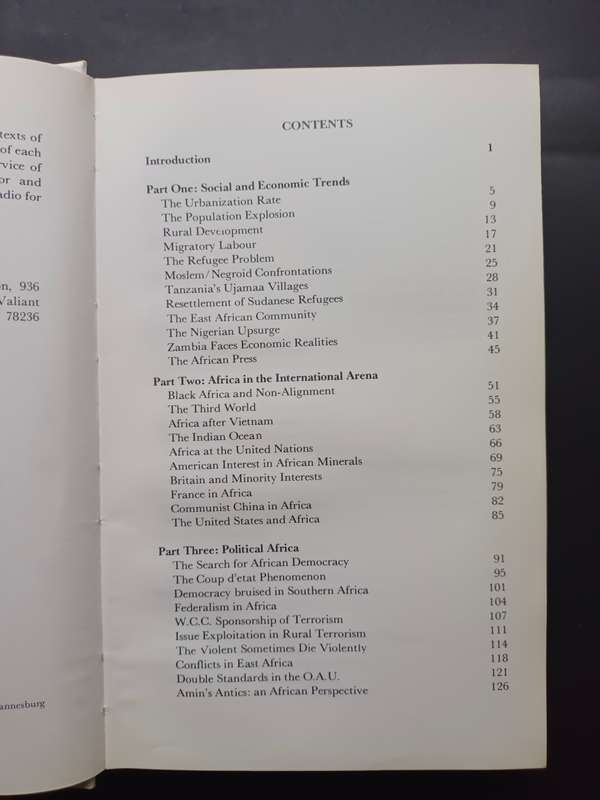 texts of
of each
rvice of
or and
adio for
on, 936
Valiant
78236
annesburg
CONTENTS
Introduction 1
Part One: Social and Economic Trends
The Urbanization Rate 5
The Population Explosion 9
Rural Development 13
Migratory Labour 17
The Refugee Problem 21
Moslem/Negroid Confrontations 25
Tanzania's Ujamaa Villages 28
Resettlement of Sudanese Refugees 31
The East African Community 34
The Nigerian Upsurge 37
Zambia Faces Economic Realities 41
The African Press 45
Part Two: Africa in the International Arena
Black Africa and Non-Alignment 51
The Third World 55
Africa after Vietnam 58
The Indian Ocean 63
Africa at the United Nations 66
American Interest in African Minerals 69
Britain and Minority Interests 75
France in Africa 79
Communist China in Africa 82
The United States and Africa 85
Part Three: Political Africa
The Search for African Democracy 91
The Coup d'etat Phenomenon 95
Democracy bruised in Southern Africa 101
Federalism in Africa 104
W.C.C. Sponsorship of Terrorism 107
Issue Exploitation in Rural Terrorism 111
The Violent Sometimes Die Violently 114
Conflicts in East Africa 118
Double Standards in the O.A.U. 121
Amin's Antics: an African Perspective 126